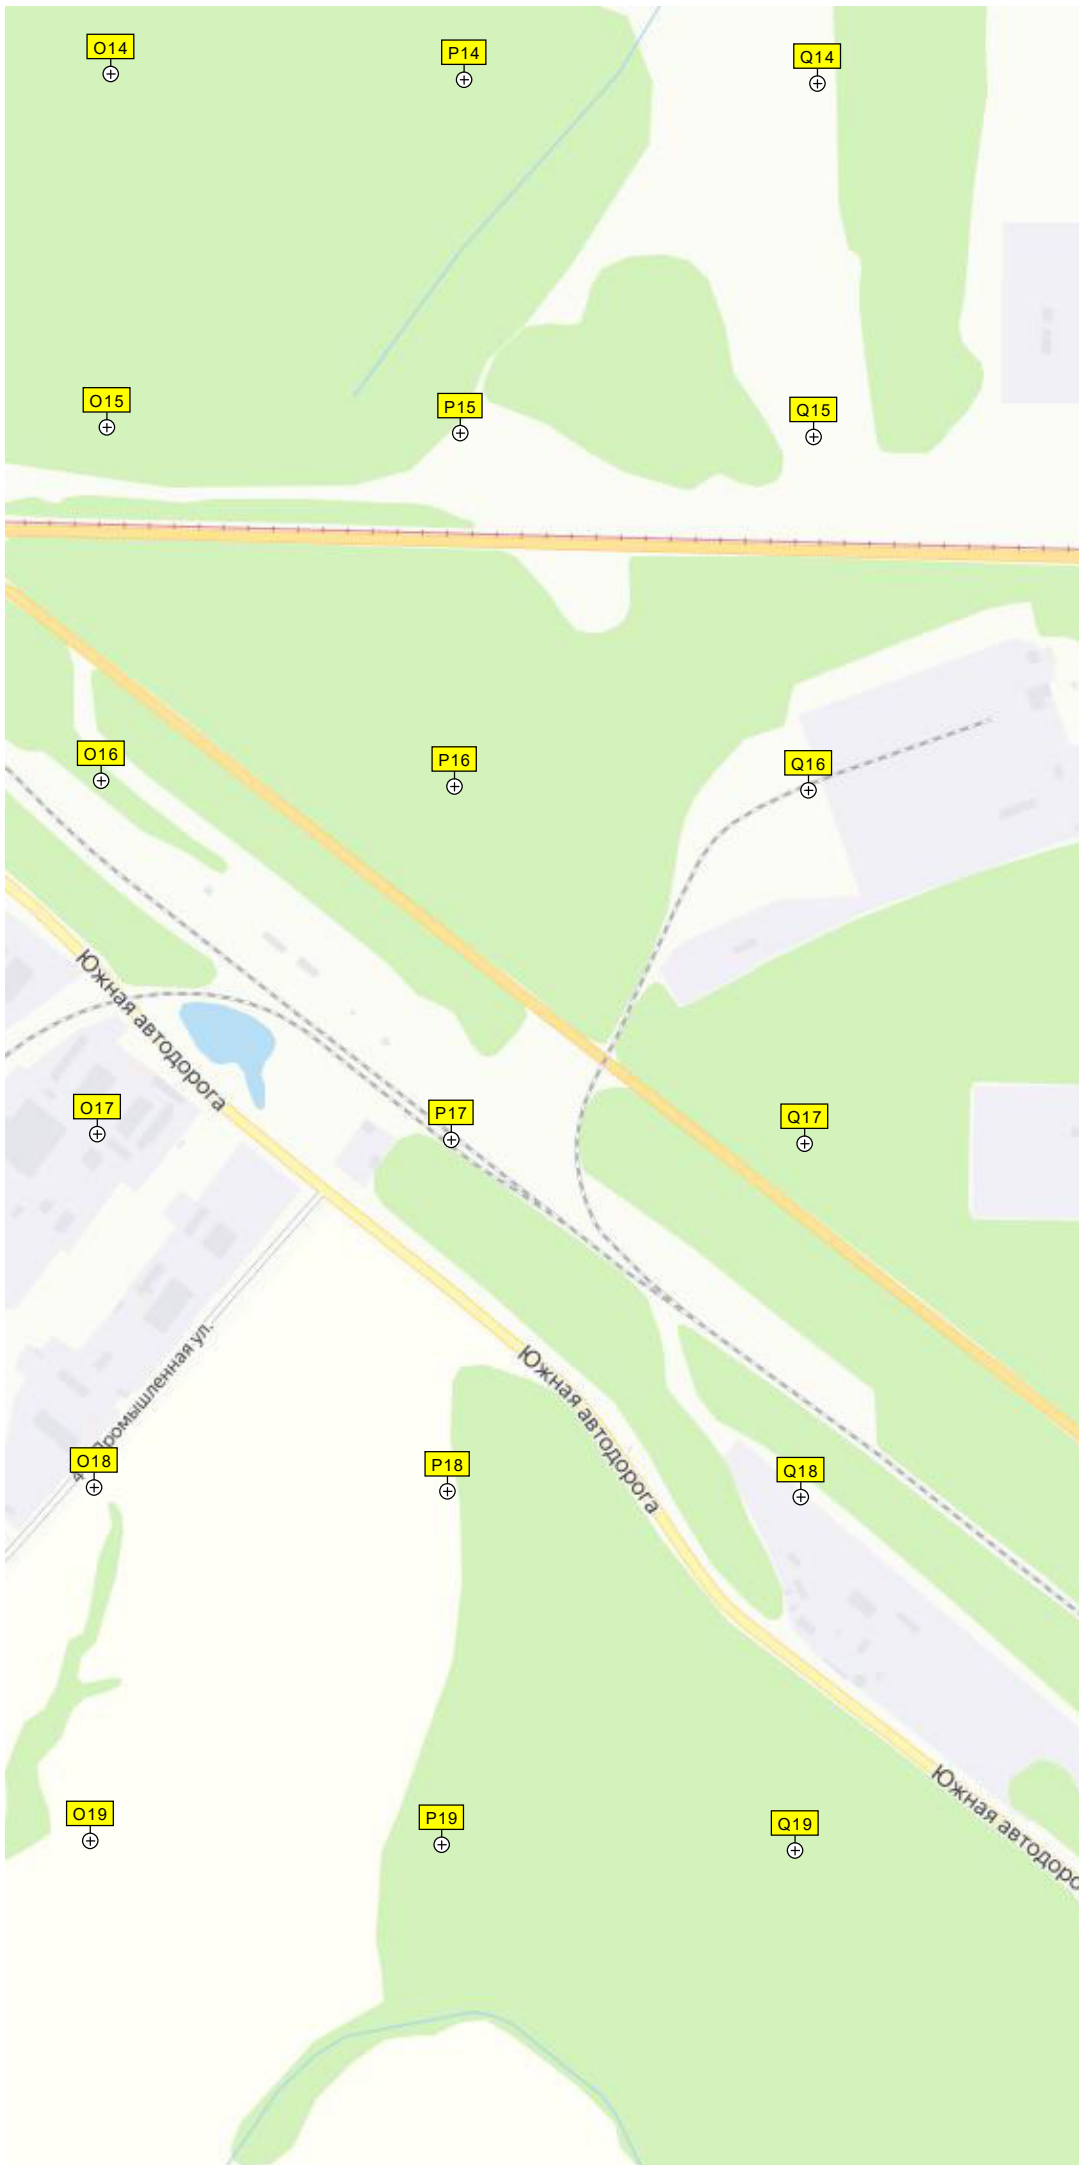 O14
P14
Q14
O15
P15
Q15
O16
P16
Q16
Южная автодорога
O17
P17
Q17
Промышленная ул.
Южная автодорога
O18
P18
Q18
Южная автодоро
O19
P19
Q19